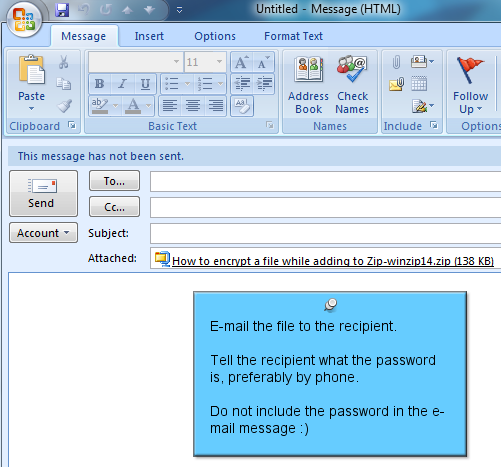 Untitled - Message (HTML)
Message Insert Options Format Text
11
Paste
Address Book
Check Names
Follow Up
Clipboard Basic Text Names Include Options
This message has not been sent.
Send
To...
Cc...
Account Subject:
Attached: How to encrypt a file while adding to Zip-winzip14.zip (138 KB)
E-mail the file to the recipient.
Tell the recipient what the password
is, preferably by phone.
Do not include the password in the e-
mail message :)